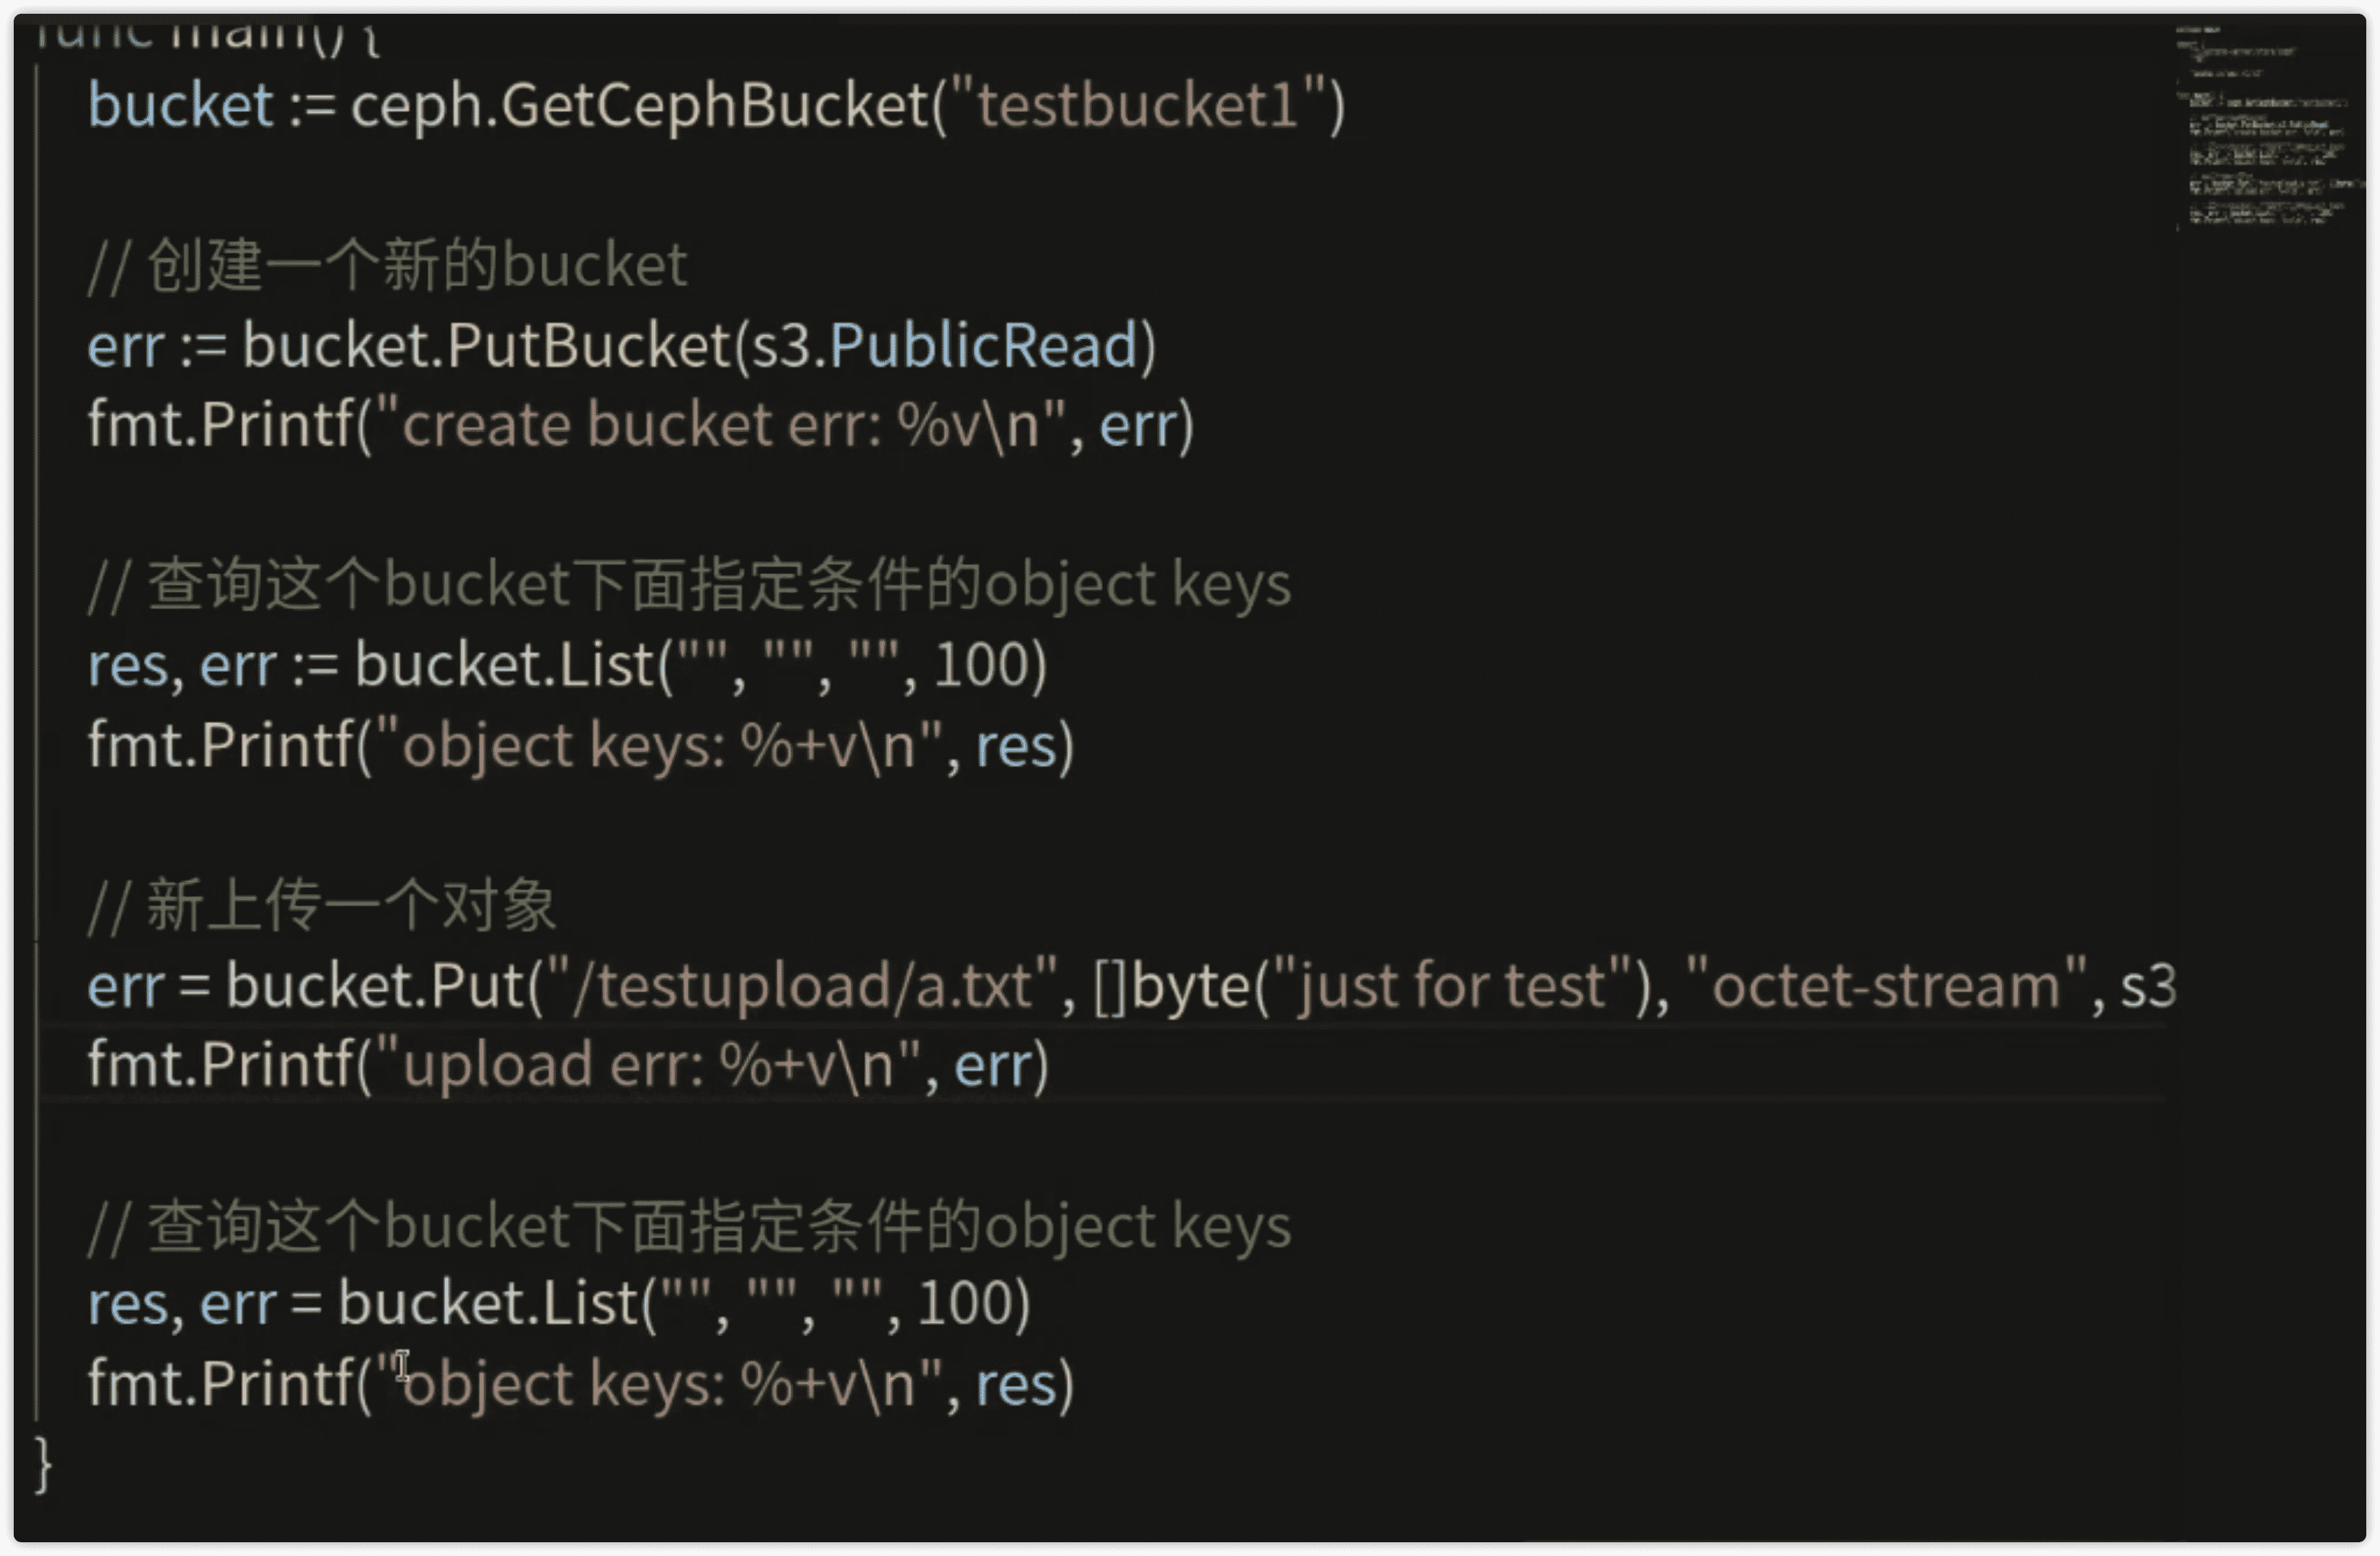 func main() {
bucket := ceph.GetCephBucket("testbucket1")
// 创建一个新的bucket
err := bucket.PutBucket(s3.PublicRead)
fmt.Printf("create bucket err: %v\n", err)
// 查询这个bucket下面指定条件的object keys
res, err := bucket.List("", "", "", 100)
fmt.Printf("object keys: %+v\n", res)
// 新上传一个对象
err = bucket.Put("/testupload/a.txt", []byte("just for test"), "octet-stream", s3
fmt.Printf("upload err: %+v\n", err)
// 查询这个bucket下面指定条件的object keys
res, err = bucket.List("", "", "", 100)
fmt.Printf("object keys: %+v\n", res)
}